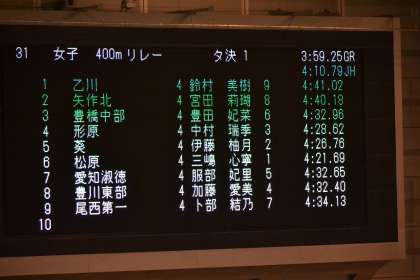 31 女子 400mリレー タ決 1 3:59.25GR
4:10.79JH
1 乙川 4 鈴村 美樹 9 4:41.02
2 矢作北 4 宮田 莉瑚 8 4:40.18
3 豊橋中部 4 豊田 妃菜 6 4:32.96
4 形原 4 中村 瑞季 3 4:28.62
5 葵 4 伊藤 柚月 2 4:26.76
6 松原 4 三嶋 心寧 1 4:21.69
7 愛知淑徳 4 服部 妃里 5 4:32.65
8 豊川東部 4 加藤 愛美 4 4:32.40
9 尾西第一 4 卜部 結乃 7 4:34.13
10